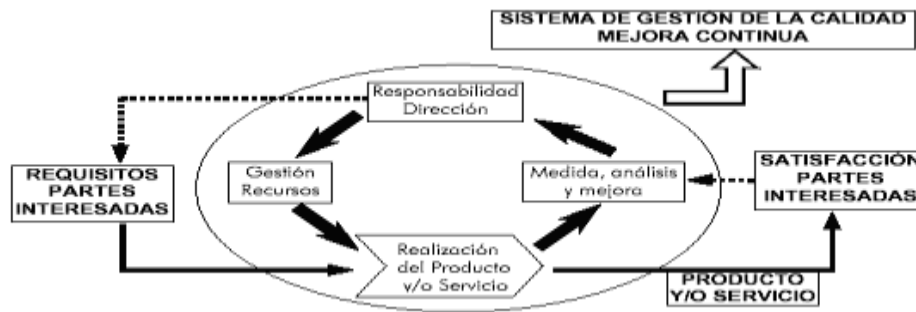 SISTEMA DE GESTIÓN DE LA CALIDAD
MEJORA CONTINUA
Responsabilidad
Dirección
REQUISITOS
PARTES
INTERESADAS
Gestión
Recursos
Medida, análisis
y mejora
SATISFACCIÓN
PARTES
INTERESADAS
Realización
del Producto
y/o Servicio
PRODUCTO
Y/O SERVICIO